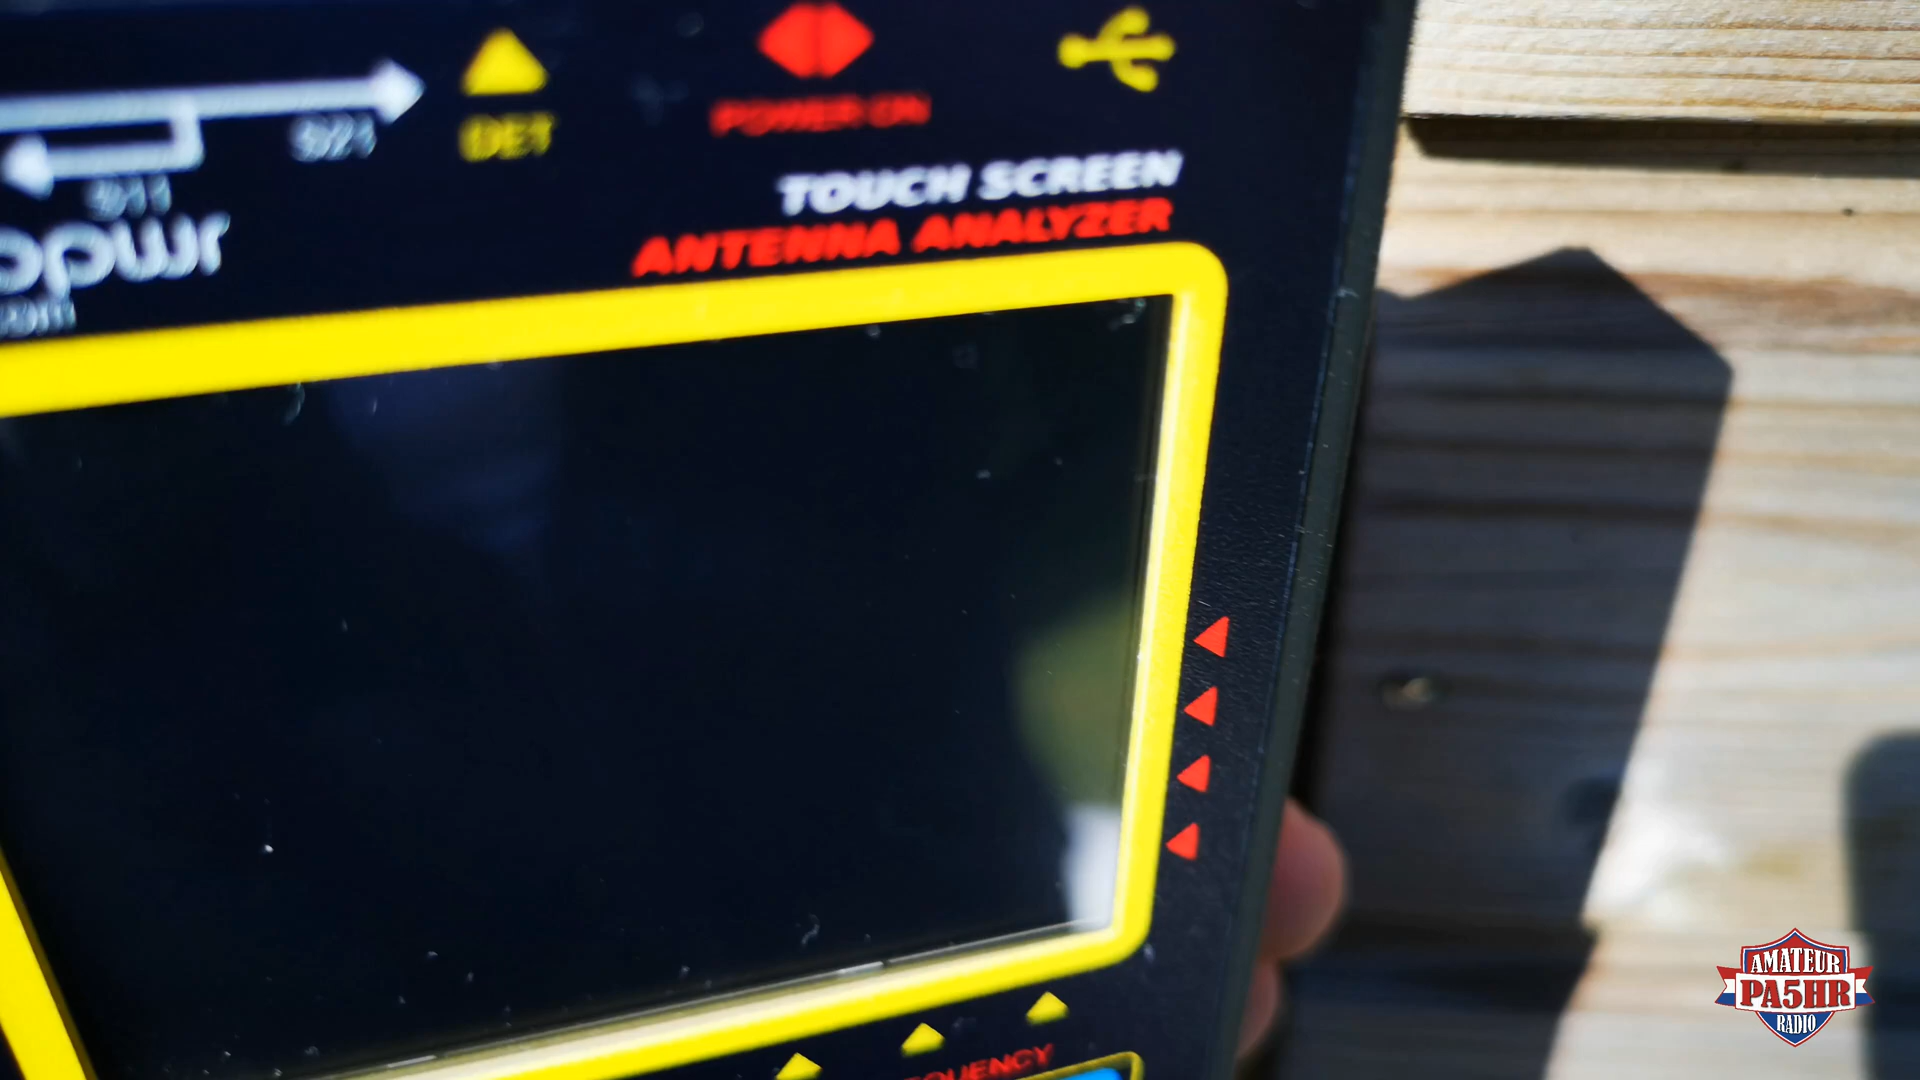 S21
DET
POWER ON
S11
TOUCH SCREEN
ANTENNA ANALYZER
AMATEUR
PA5HR
RADIO